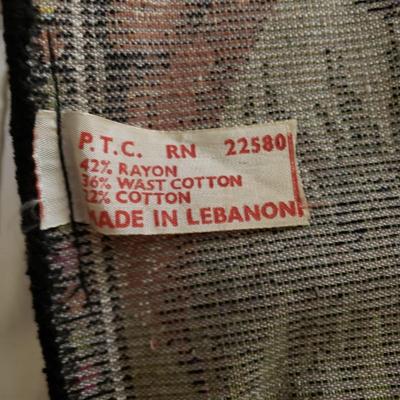 P.T.C. RN 22580
42% RAYON
36% WAST COTTON
22% COTTON
MADE IN LEBANON